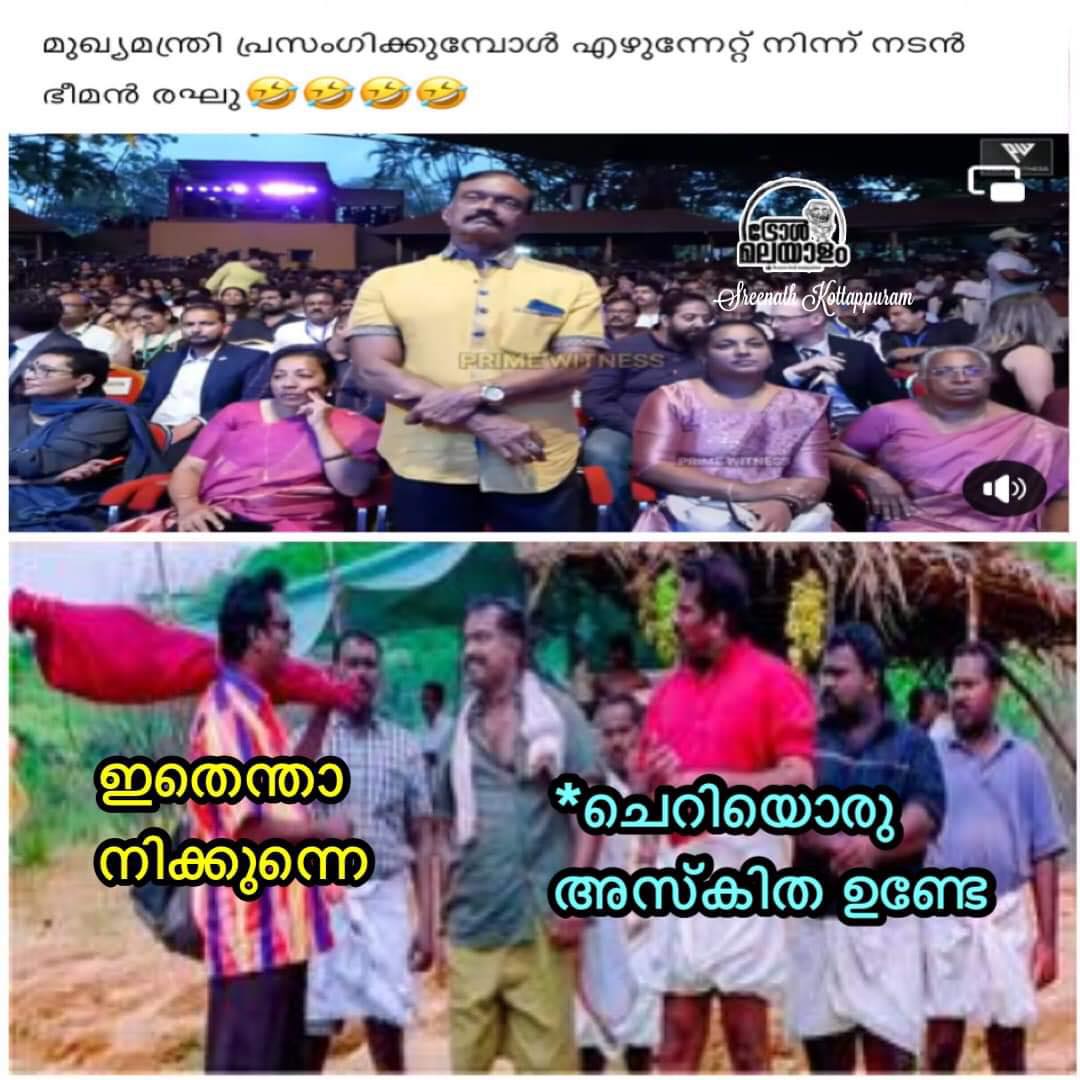 മുഖ്യമന്ത്രി പ്രസംഗിക്കുമ്പോൾ എഴുന്നേറ്റ് നിന്ന് നടൻ
ഭീമൻ രഘു🤣🤣🤣🤣
ട്രോൾ
മലയാളം
Sreenath Kottappuram
PRIME WITNESS
PRIME WITNESS
ഇതെന്താ
നിക്കുന്നെ
*ചെറിയൊരു
അസ്കിത ഉണ്ടേ